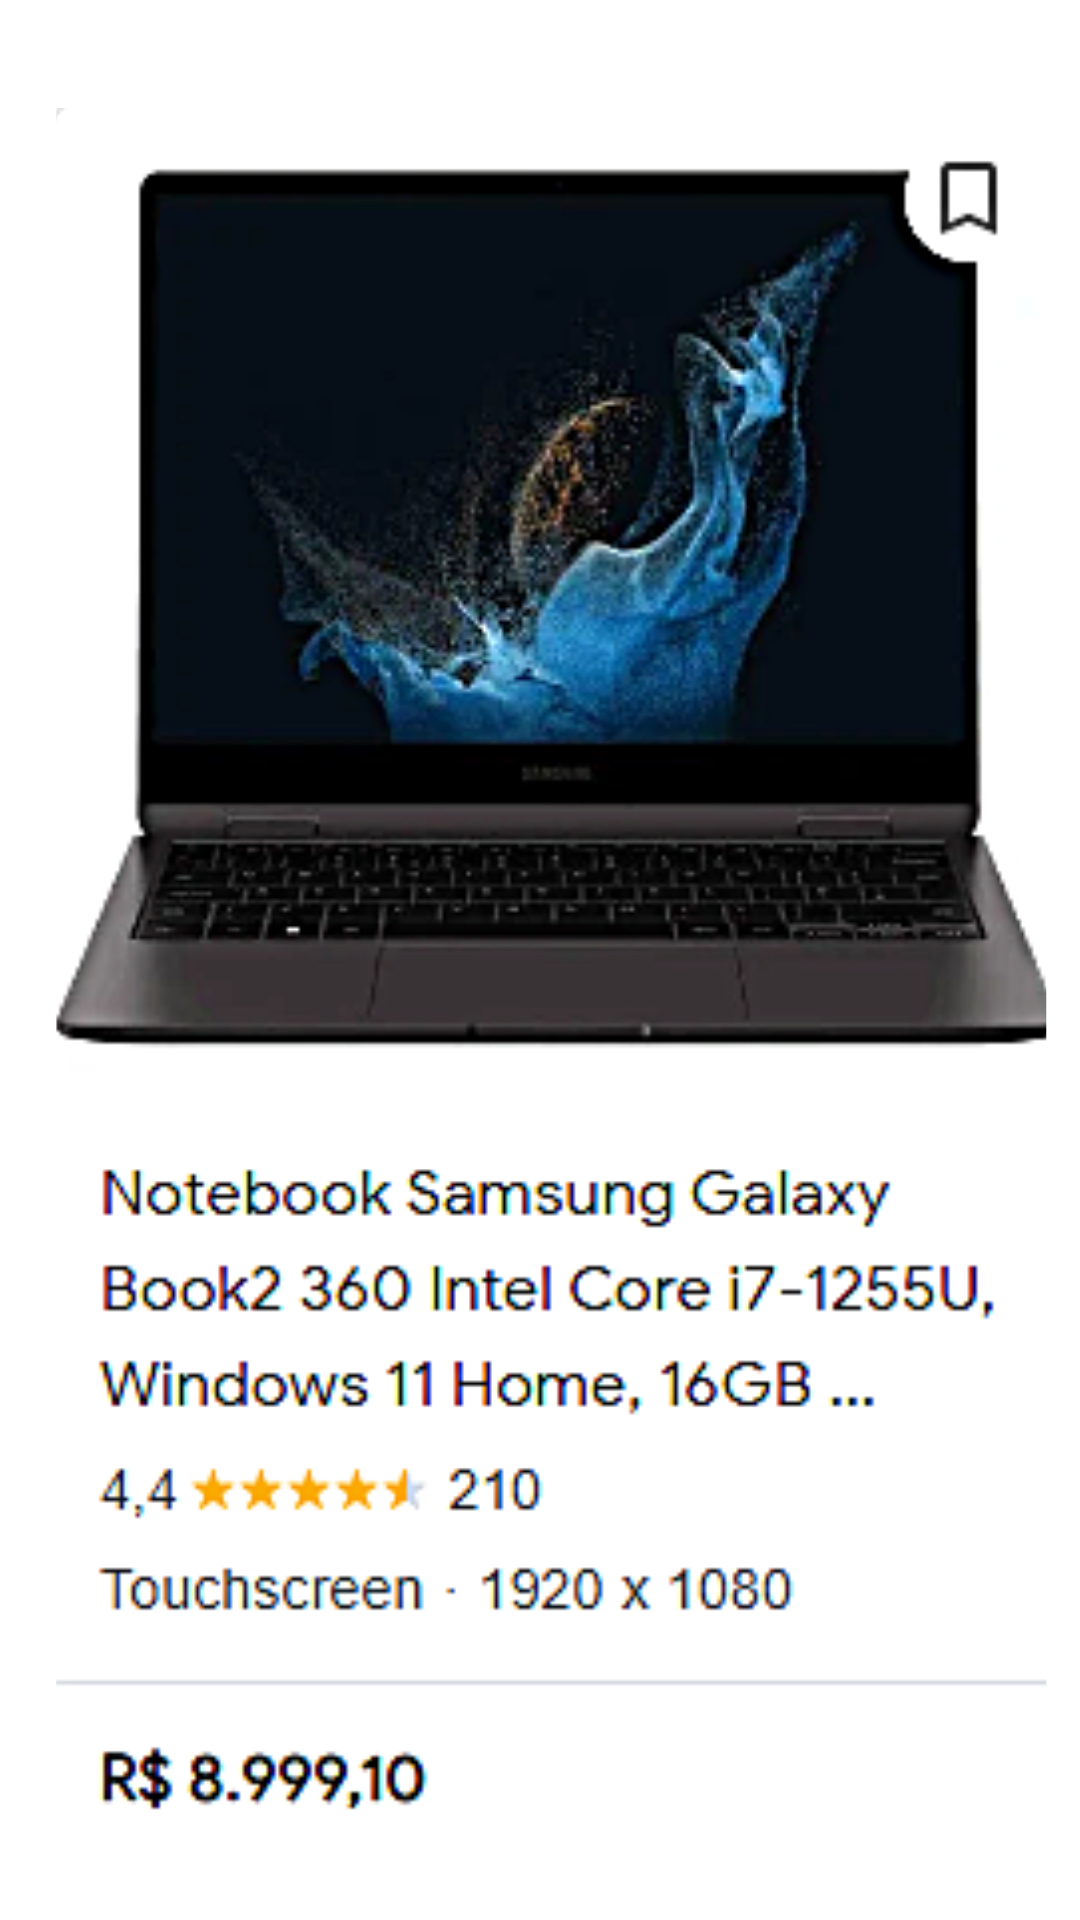 SAMSUNG
Notebook Samsung Galaxy
Book2 360 Intel Core i7-1255U,
Windows 11 Home, 16GB ...
4,4 210
Touchscreen · 1920 x 1080
R$ 8.999,10